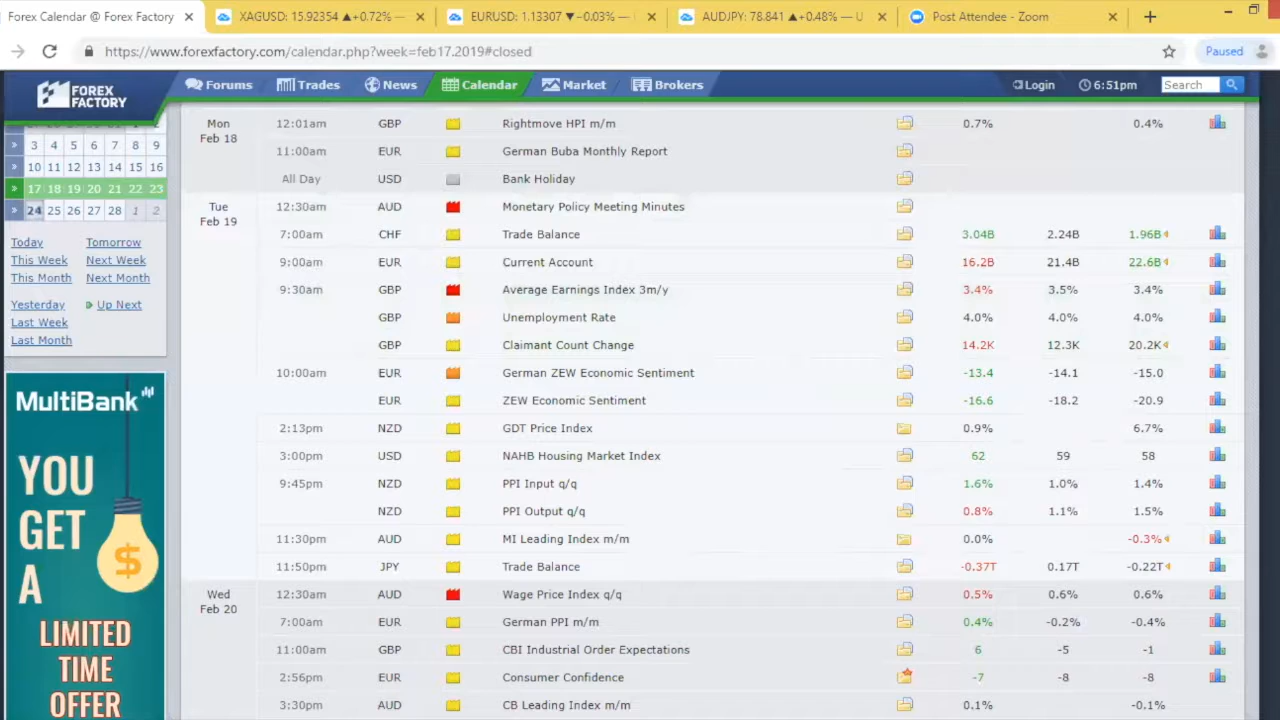 Forex Calendar @ Forex Factory
XAGUSD: 15.92354 ▲+0.72% —
EURUSD: 1.13307 ▼−0.03% —
AUDJPY: 78.841 ▲+0.48% — U
Post Attendee - Zoom
https://www.forexfactory.com/calendar.php?week=feb17.2019#closed
Paused
FOREX FACTORY
Forums
Trades
News
Calendar
Market
Brokers
Login
6:51pm
Search
» 3 4 5 6 7 8 9
» 10 11 12 13 14 15 16
» 17 18 19 20 21 22 23
» 24 25 26 27 28 1 2
Today Tomorrow
This Week Next Week
This Month Next Month
Yesterday Up Next
Last Week
Last Month
MultiBank
YOU
GET
A
$
LIMITED
TIME
OFFER
Mon Feb 18 12:01am GBP Rightmove HPI m/m 0.7% 0.4%
11:00am EUR German Buba Monthly Report
All Day USD Bank Holiday
Tue Feb 19 12:30am AUD Monetary Policy Meeting Minutes
7:00am CHF Trade Balance 3.04B 2.24B 1.96B
9:00am EUR Current Account 16.2B 21.4B 22.6B
9:30am GBP Average Earnings Index 3m/y 3.4% 3.5% 3.4%
GBP Unemployment Rate 4.0% 4.0% 4.0%
GBP Claimant Count Change 14.2K 12.3K 20.2K
10:00am EUR German ZEW Economic Sentiment -13.4 -14.1 -15.0
EUR ZEW Economic Sentiment -16.6 -18.2 -20.9
2:13pm NZD GDT Price Index 0.9% 6.7%
3:00pm USD NAHB Housing Market Index 62 59 58
9:45pm NZD PPI Input q/q 1.6% 1.0% 1.4%
NZD PPI Output q/q 0.8% 1.1% 1.5%
11:30pm AUD MI Leading Index m/m 0.0% -0.3%
11:50pm JPY Trade Balance -0.37T 0.17T -0.22T
Wed Feb 20 12:30am AUD Wage Price Index q/q 0.5% 0.6% 0.6%
7:00am EUR German PPI m/m 0.4% -0.2% -0.4%
11:00am GBP CBI Industrial Order Expectations 6 -5 -1
2:56pm EUR Consumer Confidence -7 -8 -8
3:30pm AUD CB Leading Index m/m 0.1% -0.1%